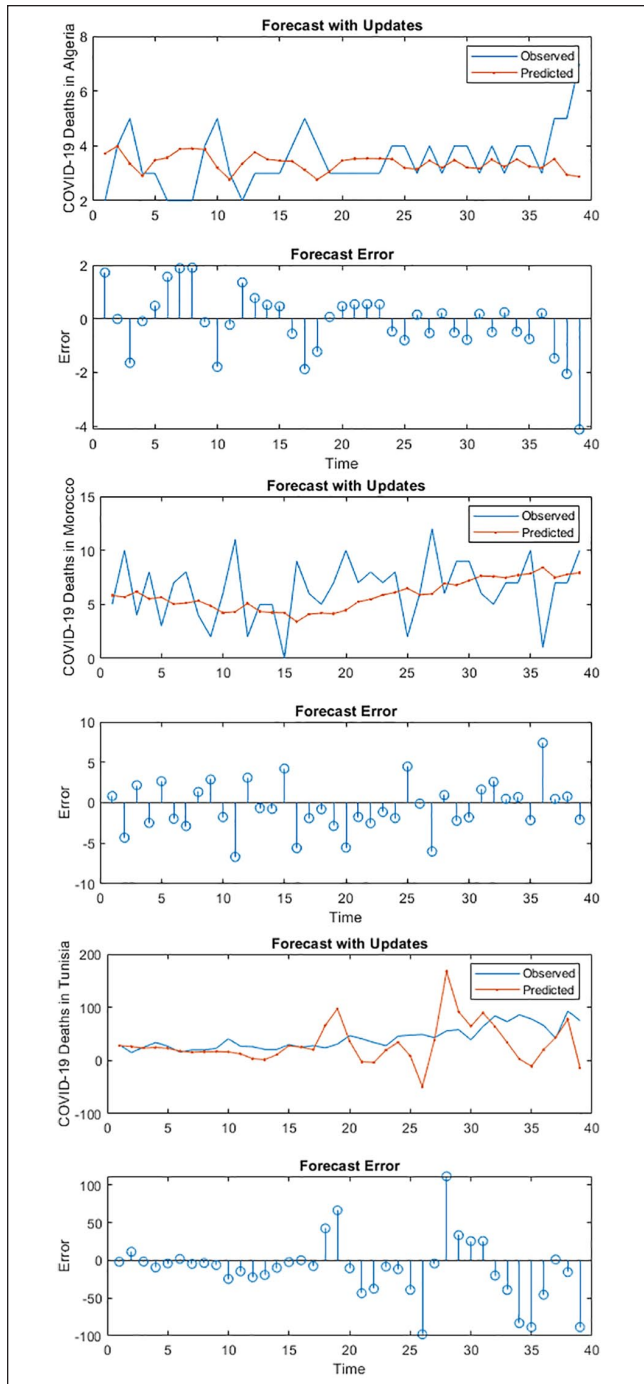 Forecast with Updates
COVID-19 Deaths in Algeria
8
6
4
2
Observed
Predicted
0 5 10 15 20 25 30 35 40
Forecast Error
Error
2
0
-2
-4
0 5 10 15 20 25 30 35 40
Time
Forecast with Updates
COVID-19 Deaths in Morocco
15
10
5
0
Observed
Predicted
0 5 10 15 20 25 30 35 40
Forecast Error
Error
10
5
0
-5
-10
0 5 10 15 20 25 30 35 40
Time
Forecast with Updates
COVID-19 Deaths in Tunisia
200
100
0
-100
Observed
Predicted
0 5 10 15 20 25 30 35 40
Forecast Error
Error
100
50
0
-50
-100
0 5 10 15 20 25 30 35 40
Time